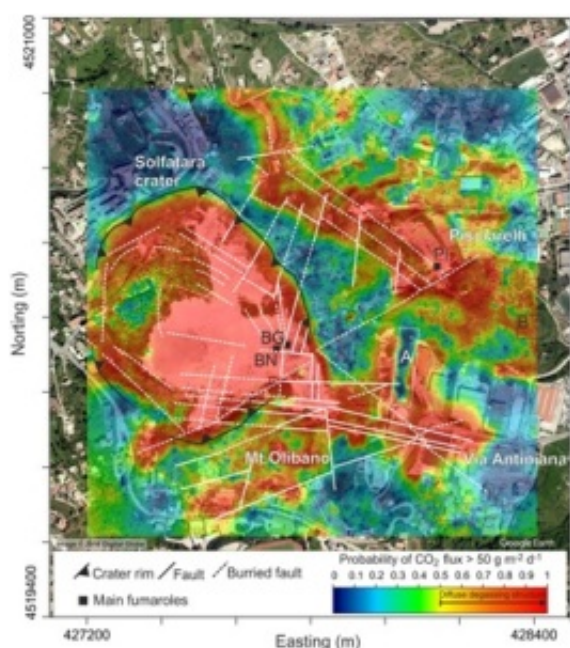 4521000
Solfatara
crater
Pisciarelli
Pi
B
BG
BN
A
Mt Olibano
Via Antiniana
Google Earth
Crater rim
Fault
Burried fault
Main fumaroles
Probability of CO₂ flux > 50 g m⁻² d⁻¹
0 0.1 0.2 0.3 0.4 0.5 0.6 0.7 0.8 0.9 1
Norting (m)
4519400
427200
Easting (m)
428400